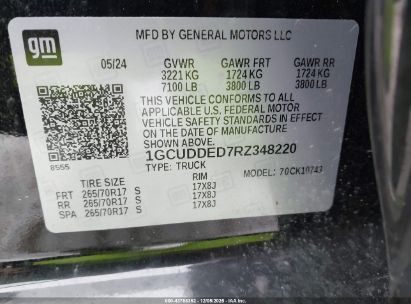 MFD BY GENERAL MOTORS LLC
gm
05/24 GVWR GAWR FRT GAWR RR
3221 KG 1724 KG 1724 KG
7100 LB 3800 LB 3800 LB
THIS VEHICLE CONFORMS TO ALL APPLICABLE
U.S. FEDERAL MOTOR
VEHICLE SAFETY STANDARDS IN EFFECT ON
THE DATE OF MANUFACTURE SHOWN ABOVE.
1GCUDDED7RZ348220
8555
TYPE: TRUCK MODEL: 70CK10743
TIRE SIZE RIM
FRT 265/70R17 S 17X8J
RR 265/70R17 S 17X8J
SPA 265/70R17 S 17X8J